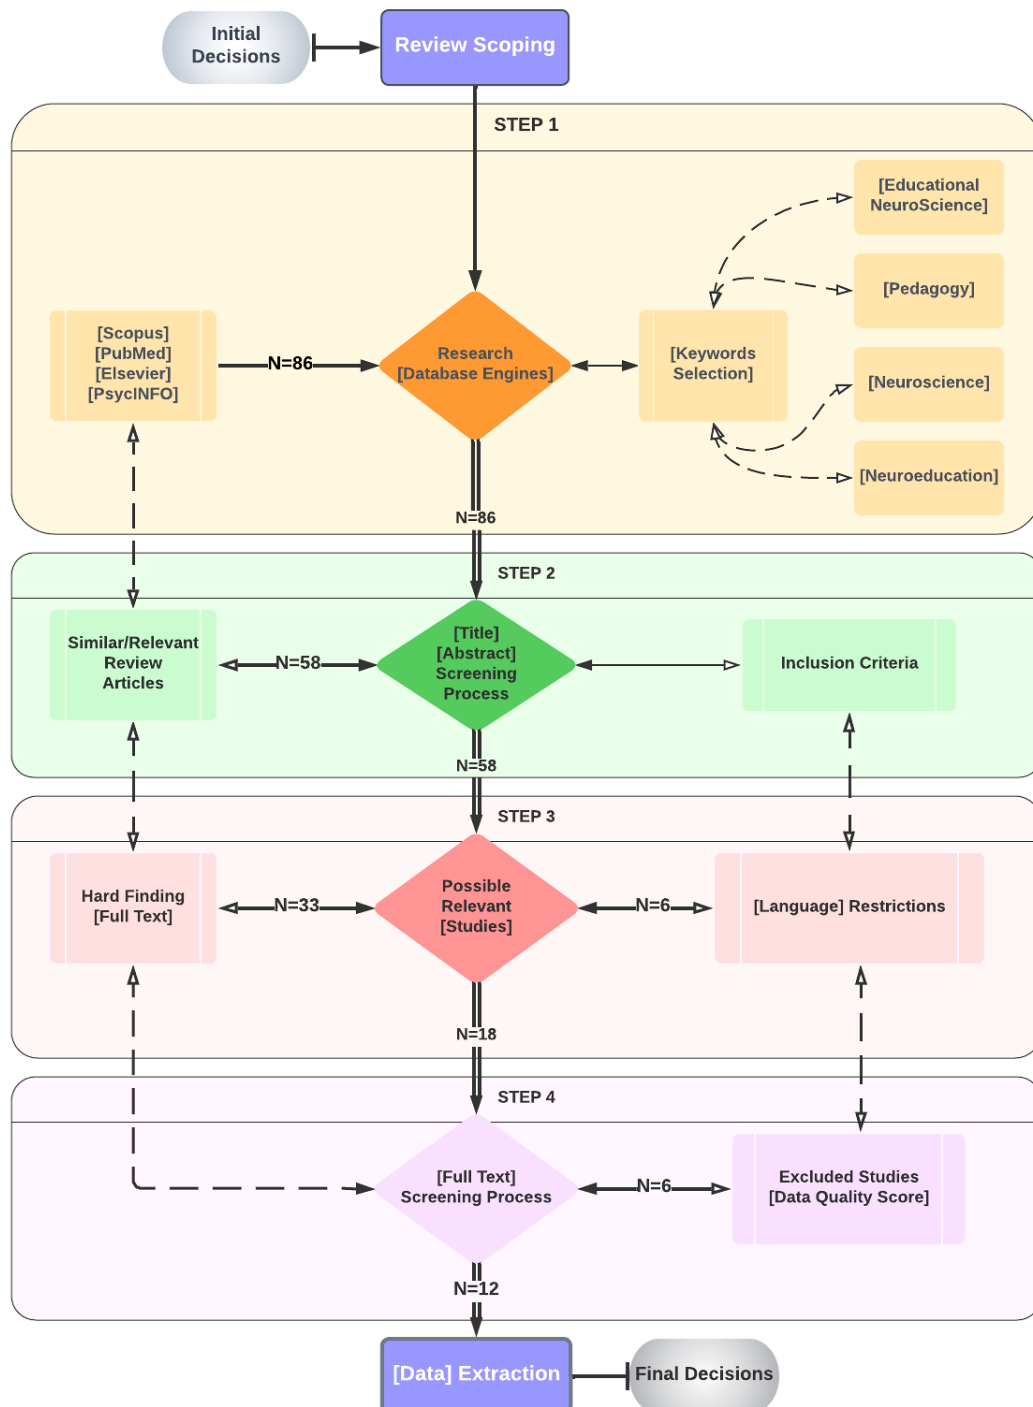 Initial
Decisions
Review Scoping
STEP 1
[Educational
NeuroScience]
[Pedagogy]
[Scopus]
[PubMed]
[Elsevier]
[PsycINFO]
N=86
Research
[Database Engines]
[Keywords
Selection]
[Neuroscience]
[Neuroeducation]
N=86
STEP 2
Similar/Relevant
Review
Articles
N=58
[Title]
[Abstract]
Screening
Process
Inclusion Criteria
N=58
STEP 3
Hard Finding
[Full Text]
N=33
Possible
Relevant
[Studies]
N=6
[Language] Restrictions
N=18
STEP 4
[Full Text]
Screening Process
N=6
Excluded Studies
[Data Quality Score]
N=12
[Data] Extraction
Final Decisions